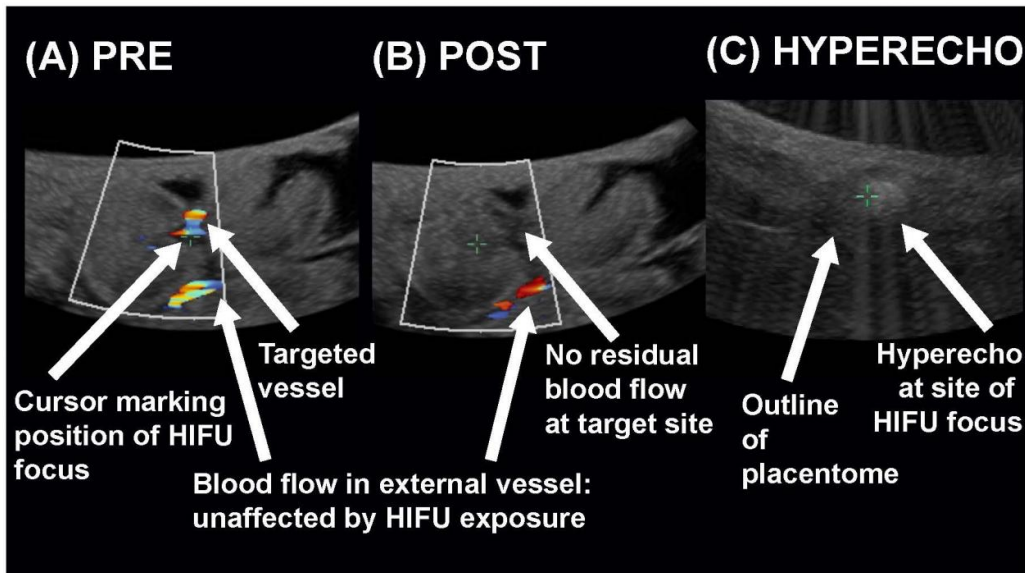 (A) PRE
(B) POST
(C) HYPERECHO
Targeted
vessel
Cursor marking
position of HIFU
focus
Blood flow in external vessel:
unaffected by HIFU exposure
No residual
blood flow
at target site
Outline
of
placentome
Hyperecho
at site of
HIFU focus